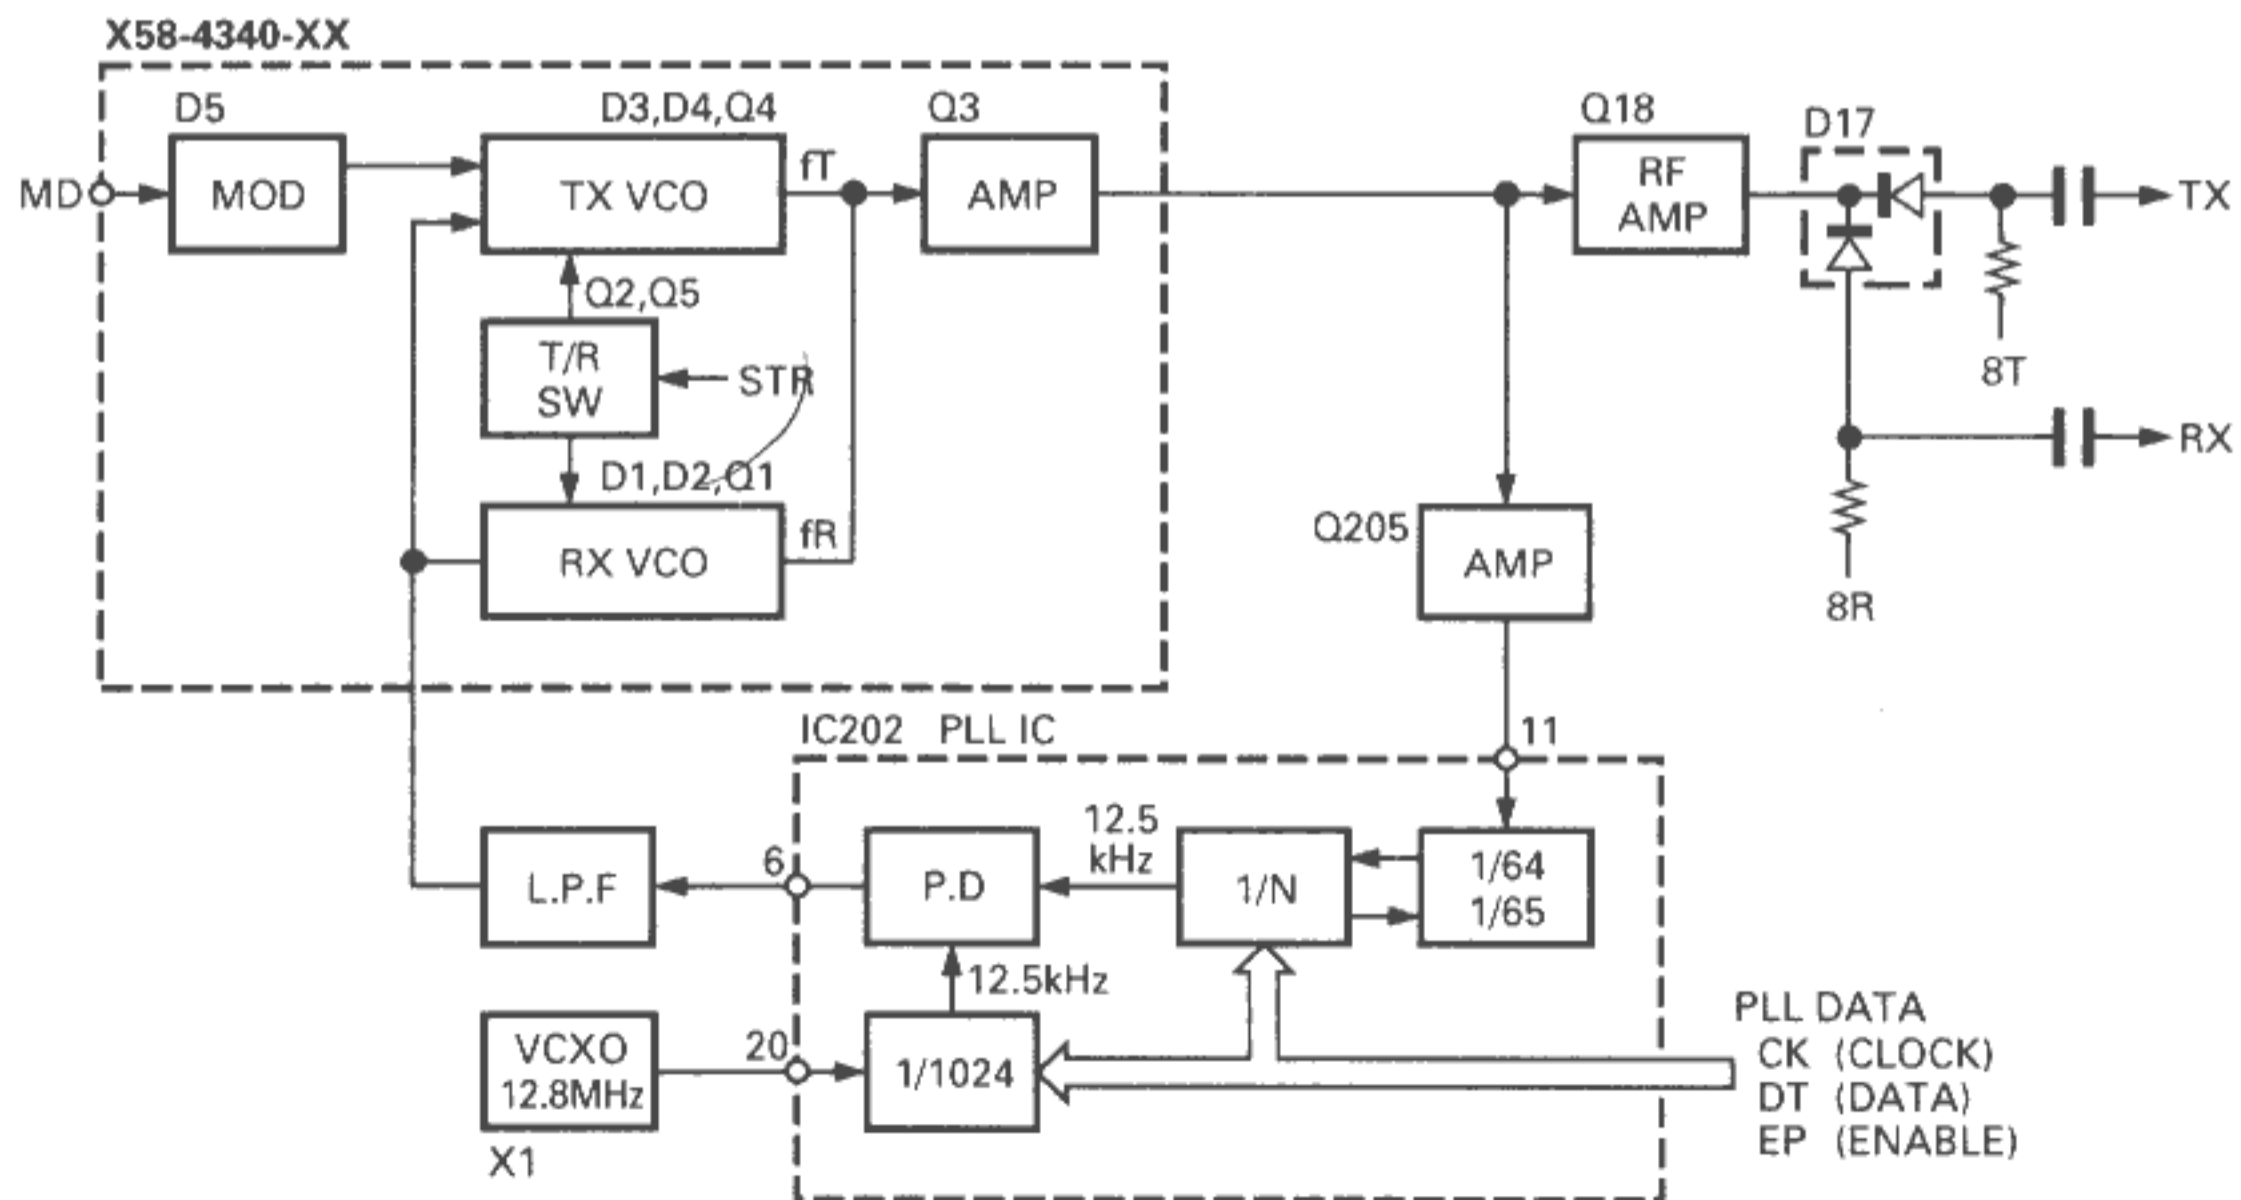 X58-4340-XX
D5
D3,D4,Q4
Q3
Q18
D17
MD
MOD
TX VCO
fT
AMP
RF
AMP
TX
Q2,Q5
T/R
SW
STR
8T
D1,D2,Q1
RX
RX VCO
fR
Q205
AMP
8R
IC202 PLL IC
11
L.P.F
6
P.D
12.5
kHz
1/N
1/64
1/65
12.5kHz
VCXO
12.8MHz
20
1/1024
X1
PLL DATA
CK (CLOCK)
DT (DATA)
EP (ENABLE)